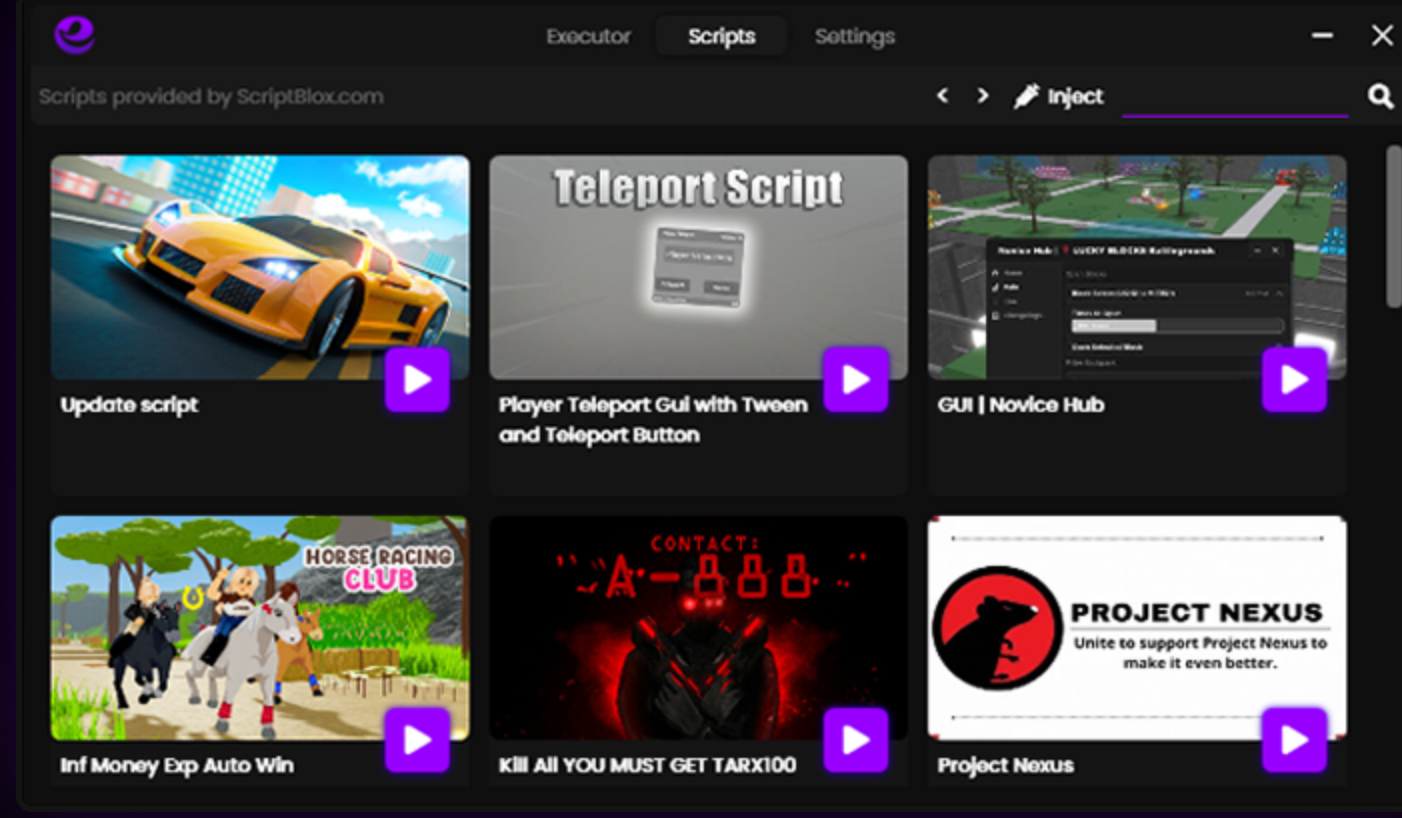 Executor
Scripts
Settings
Scripts provided by ScriptBlox.com
Inject
Teleport Script
Novice Hub | LUCKY BLOCKS Battlegrounds
Update script
Player Teleport Gui with Tween
and Teleport Button
GUI | Novice Hub
HORSE RACING
CLUB
CONTACT:
A-888
PROJECT NEXUS
Unite to support Project Nexus to
make it even better.
Inf Money Exp Auto Win
Kill All YOU MUST GET TARX100
Project Nexus